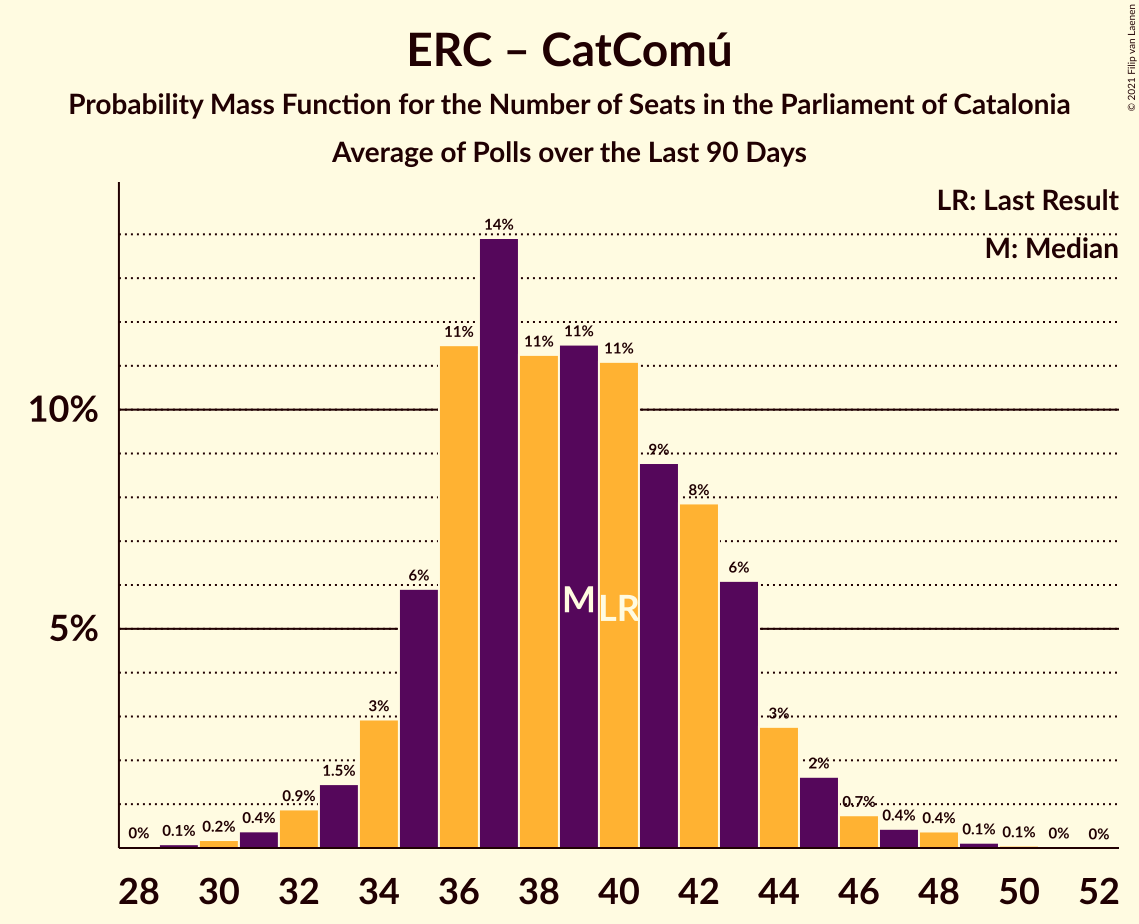 ERC – CatComú
Probability Mass Function for the Number of Seats in the Parliament of Catalonia
Average of Polls over the Last 90 Days
© 2021 Filip van Laenen
LR: Last Result
M: Median
10%
5%
0% 0.1% 0.2% 0.4% 0.9% 1.5% 3% 6% 11% 14% 11% 11% 11% 9% 8% 6% 3% 2% 0.7% 0.4% 0.4% 0.1% 0.1% 0% 0%
M LR
28 30 32 34 36 38 40 42 44 46 48 50 52